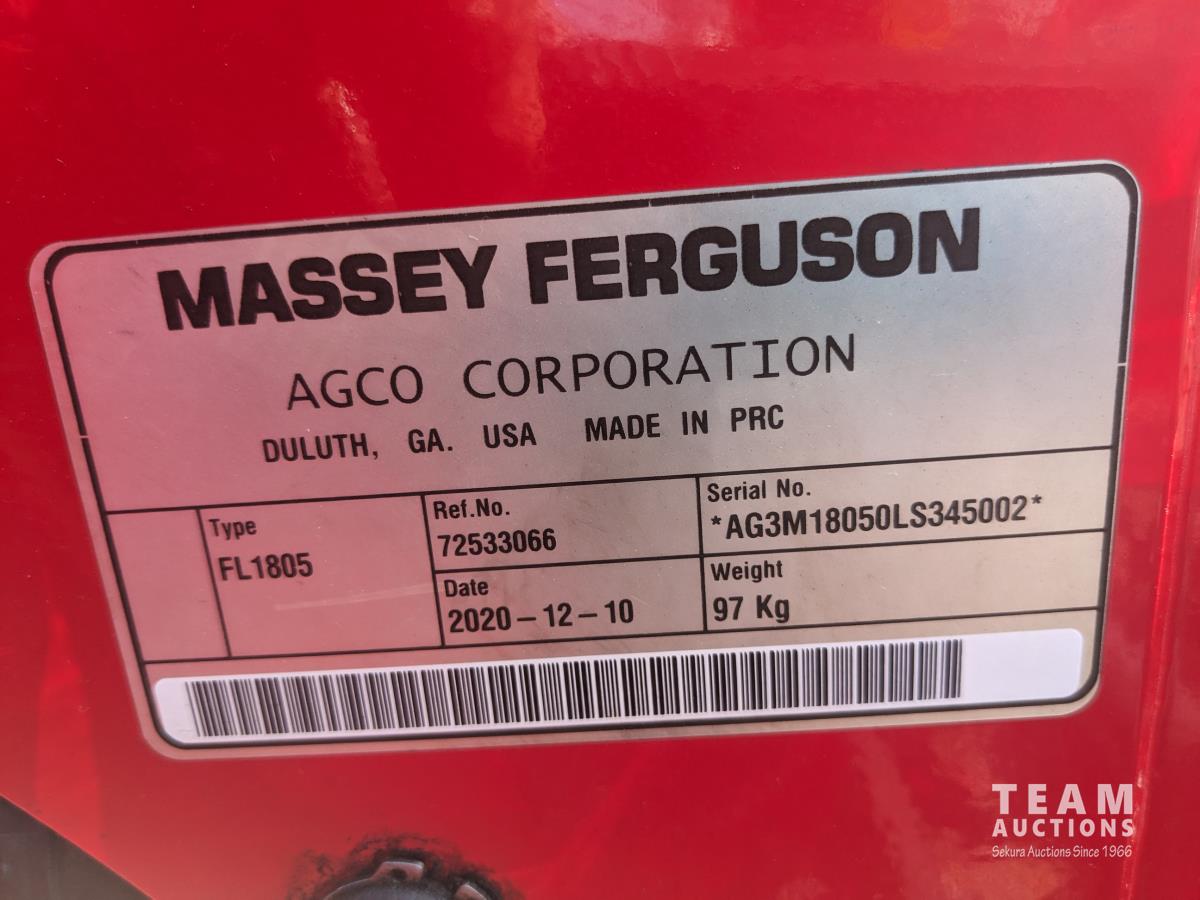 MASSEY FERGUSON
AGCO CORPORATION
DULUTH, GA. USA MADE IN PRC
Type
FL1805
Ref.No.
72533066
Serial No.
*AG3M18050LS345002*
Date
2020-12-10
Weight
97 Kg
TEAM
AUCTIONS
Sekura Auctions Since 1966